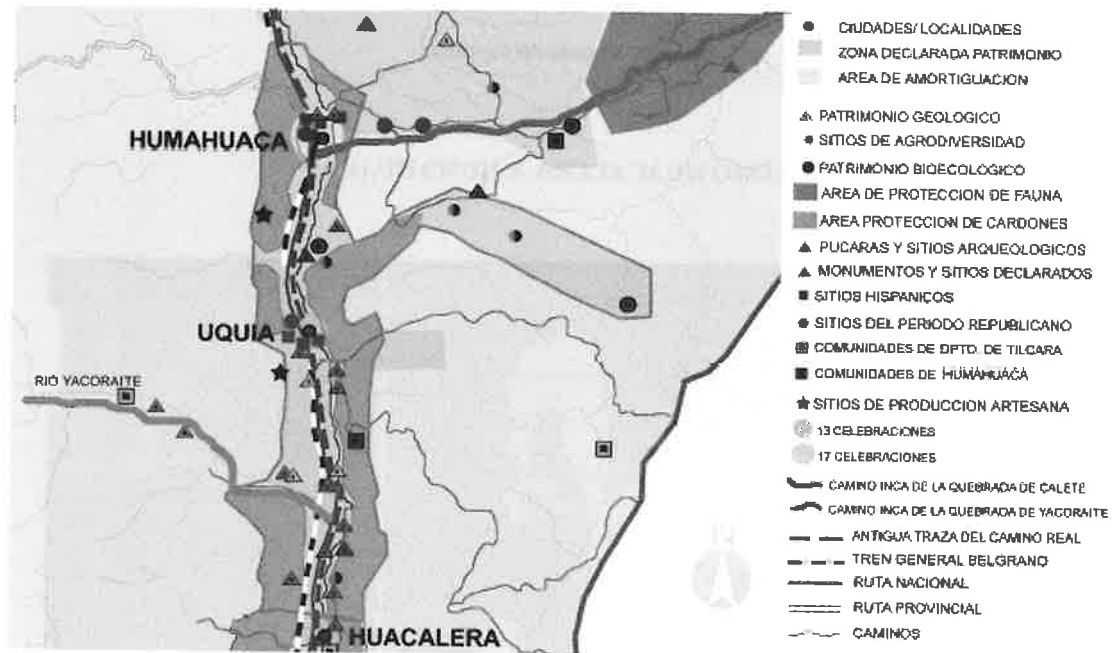 HUMAHUACA
UQUIA
RIO YACORAITE
HUACALERA
N
CIUDADES/ LOCALIDADES
ZONA DECLARADA PATRIMONIO
AREA DE AMORTIGUACION
PATRIMONIO GEOLOGICO
SITIOS DE AGRODIVERSIDAD
PATRIMONIO BIOECOLOGICO
AREA DE PROTECCION DE FAUNA
AREA PROTECCION DE CARDONES
PUCARAS Y SITIOS ARQUEOLOGICOS
MONUMENTOS Y SITIOS DECLARADOS
SITIOS HISPANICOS
SITIOS DEL PERIODO REPUBLICANO
COMUNIDADES DE DPTO. DE TILCARA
COMUNIDADES DE HUMAHUACA
SITIOS DE PRODUCCION ARTESANA
13 CELEBRACIONES
17 CELEBRACIONES
CAMINO INCA DE LA QUEBRADA DE CALETE
CAMINO INCA DE LA QUEBRADA DE YACORAITE
ANTIGUA TRAZA DEL CAMINO REAL
TREN GENERAL BELGRANO
RUTA NACIONAL
RUTA PROVINCIAL
CAMINOS